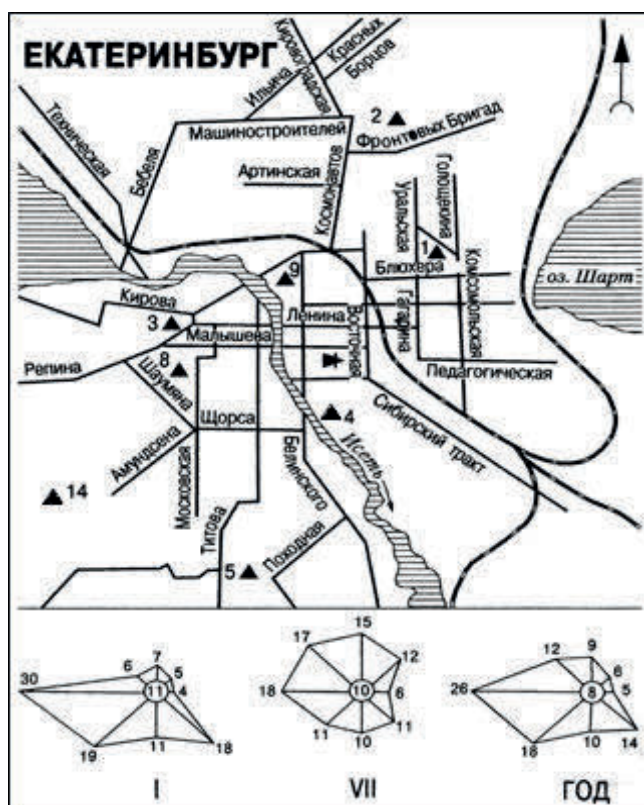 ЕКАТЕРИНБУРГ
Кировоградская
Красных
Борцов
Ильича
2
Машиностроителей
Фронтовых Бригад
Техническая
Бебеля
Артинская
Космонавтов
Уральская
Голощекина
1
Блюхера
Комсомольская
оз. Шарт
9
Кирова
3
Ленина
Малышева
Восточная
Гагарина
8
Репина
Шаумяна
Педагогическая
Щорса
4
Сибирский тракт
Исеть
Амундсена
Московская
Белинского
14
Титова
5
Походная
30
6
7
5
4
11
19
11
18
I
17
15
12
18
10
6
11
10
11
VII
12
9
6
26
8
5
18
10
14
ГОД